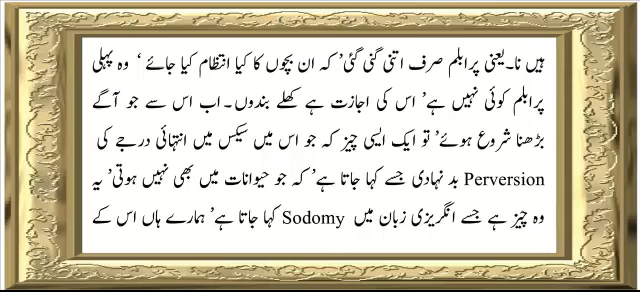 ہیں نا۔یعنی پرابلم صرف اتنی گنی گئی’ کہ ان بچوں کا کیا انتظام کیا جائے ‘ وہ پہلی
پرابلم کوئی نہیں ہے’ اس کی اجازت ہے کھلے بندوں۔اب اس سے جو آگے
بڑھنا شروع ہوئے’ تو ایک ایسی چیز کہ جو اس میں سیکس میں انتہائی درجے کی
Perversion بد نہادی جسے کہا جاتا ہے’ کہ جو حیوانات میں بھی نہیں ہوتی’ یہ
وہ چیز ہے جسے انگریزی زبان میں Sodomy کہا جاتا ہے’ ہمارے ہاں اس کے